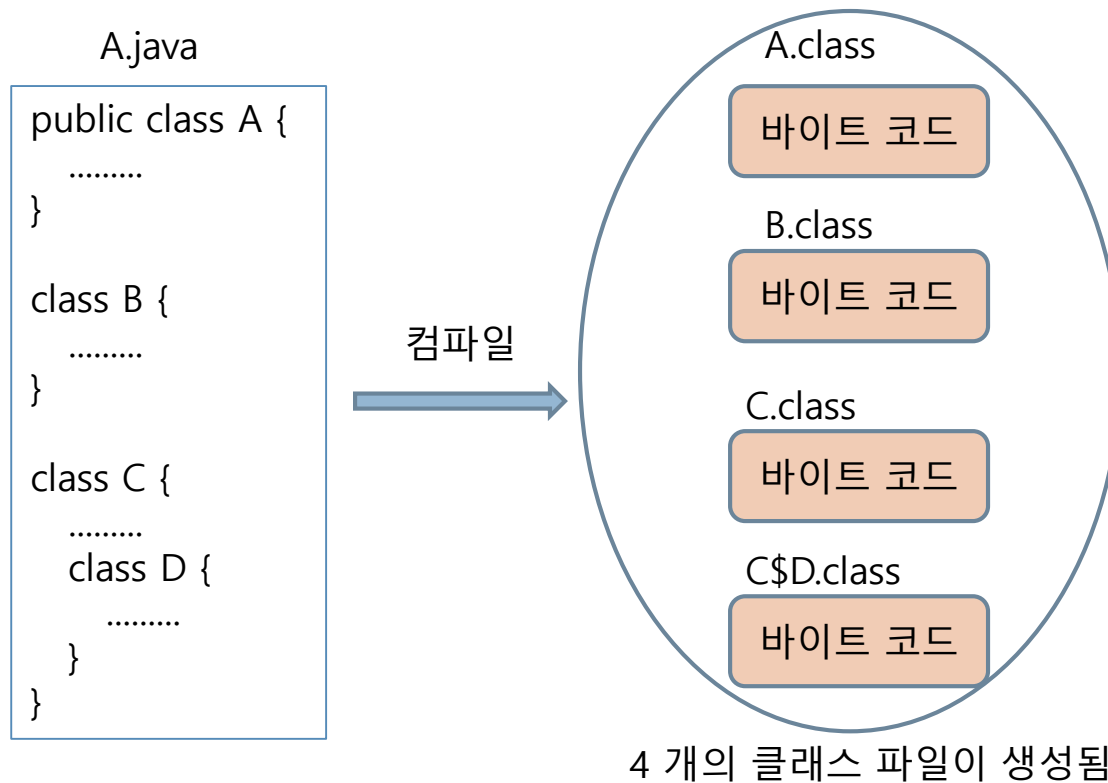 A.java
public class A {
.........
}
class B {
.........
}
class C {
.........
class D {
.........
}
}
컴파일
A.class
바이트 코드
B.class
바이트 코드
C.class
바이트 코드
C$D.class
바이트 코드
4 개의 클래스 파일이 생성됨